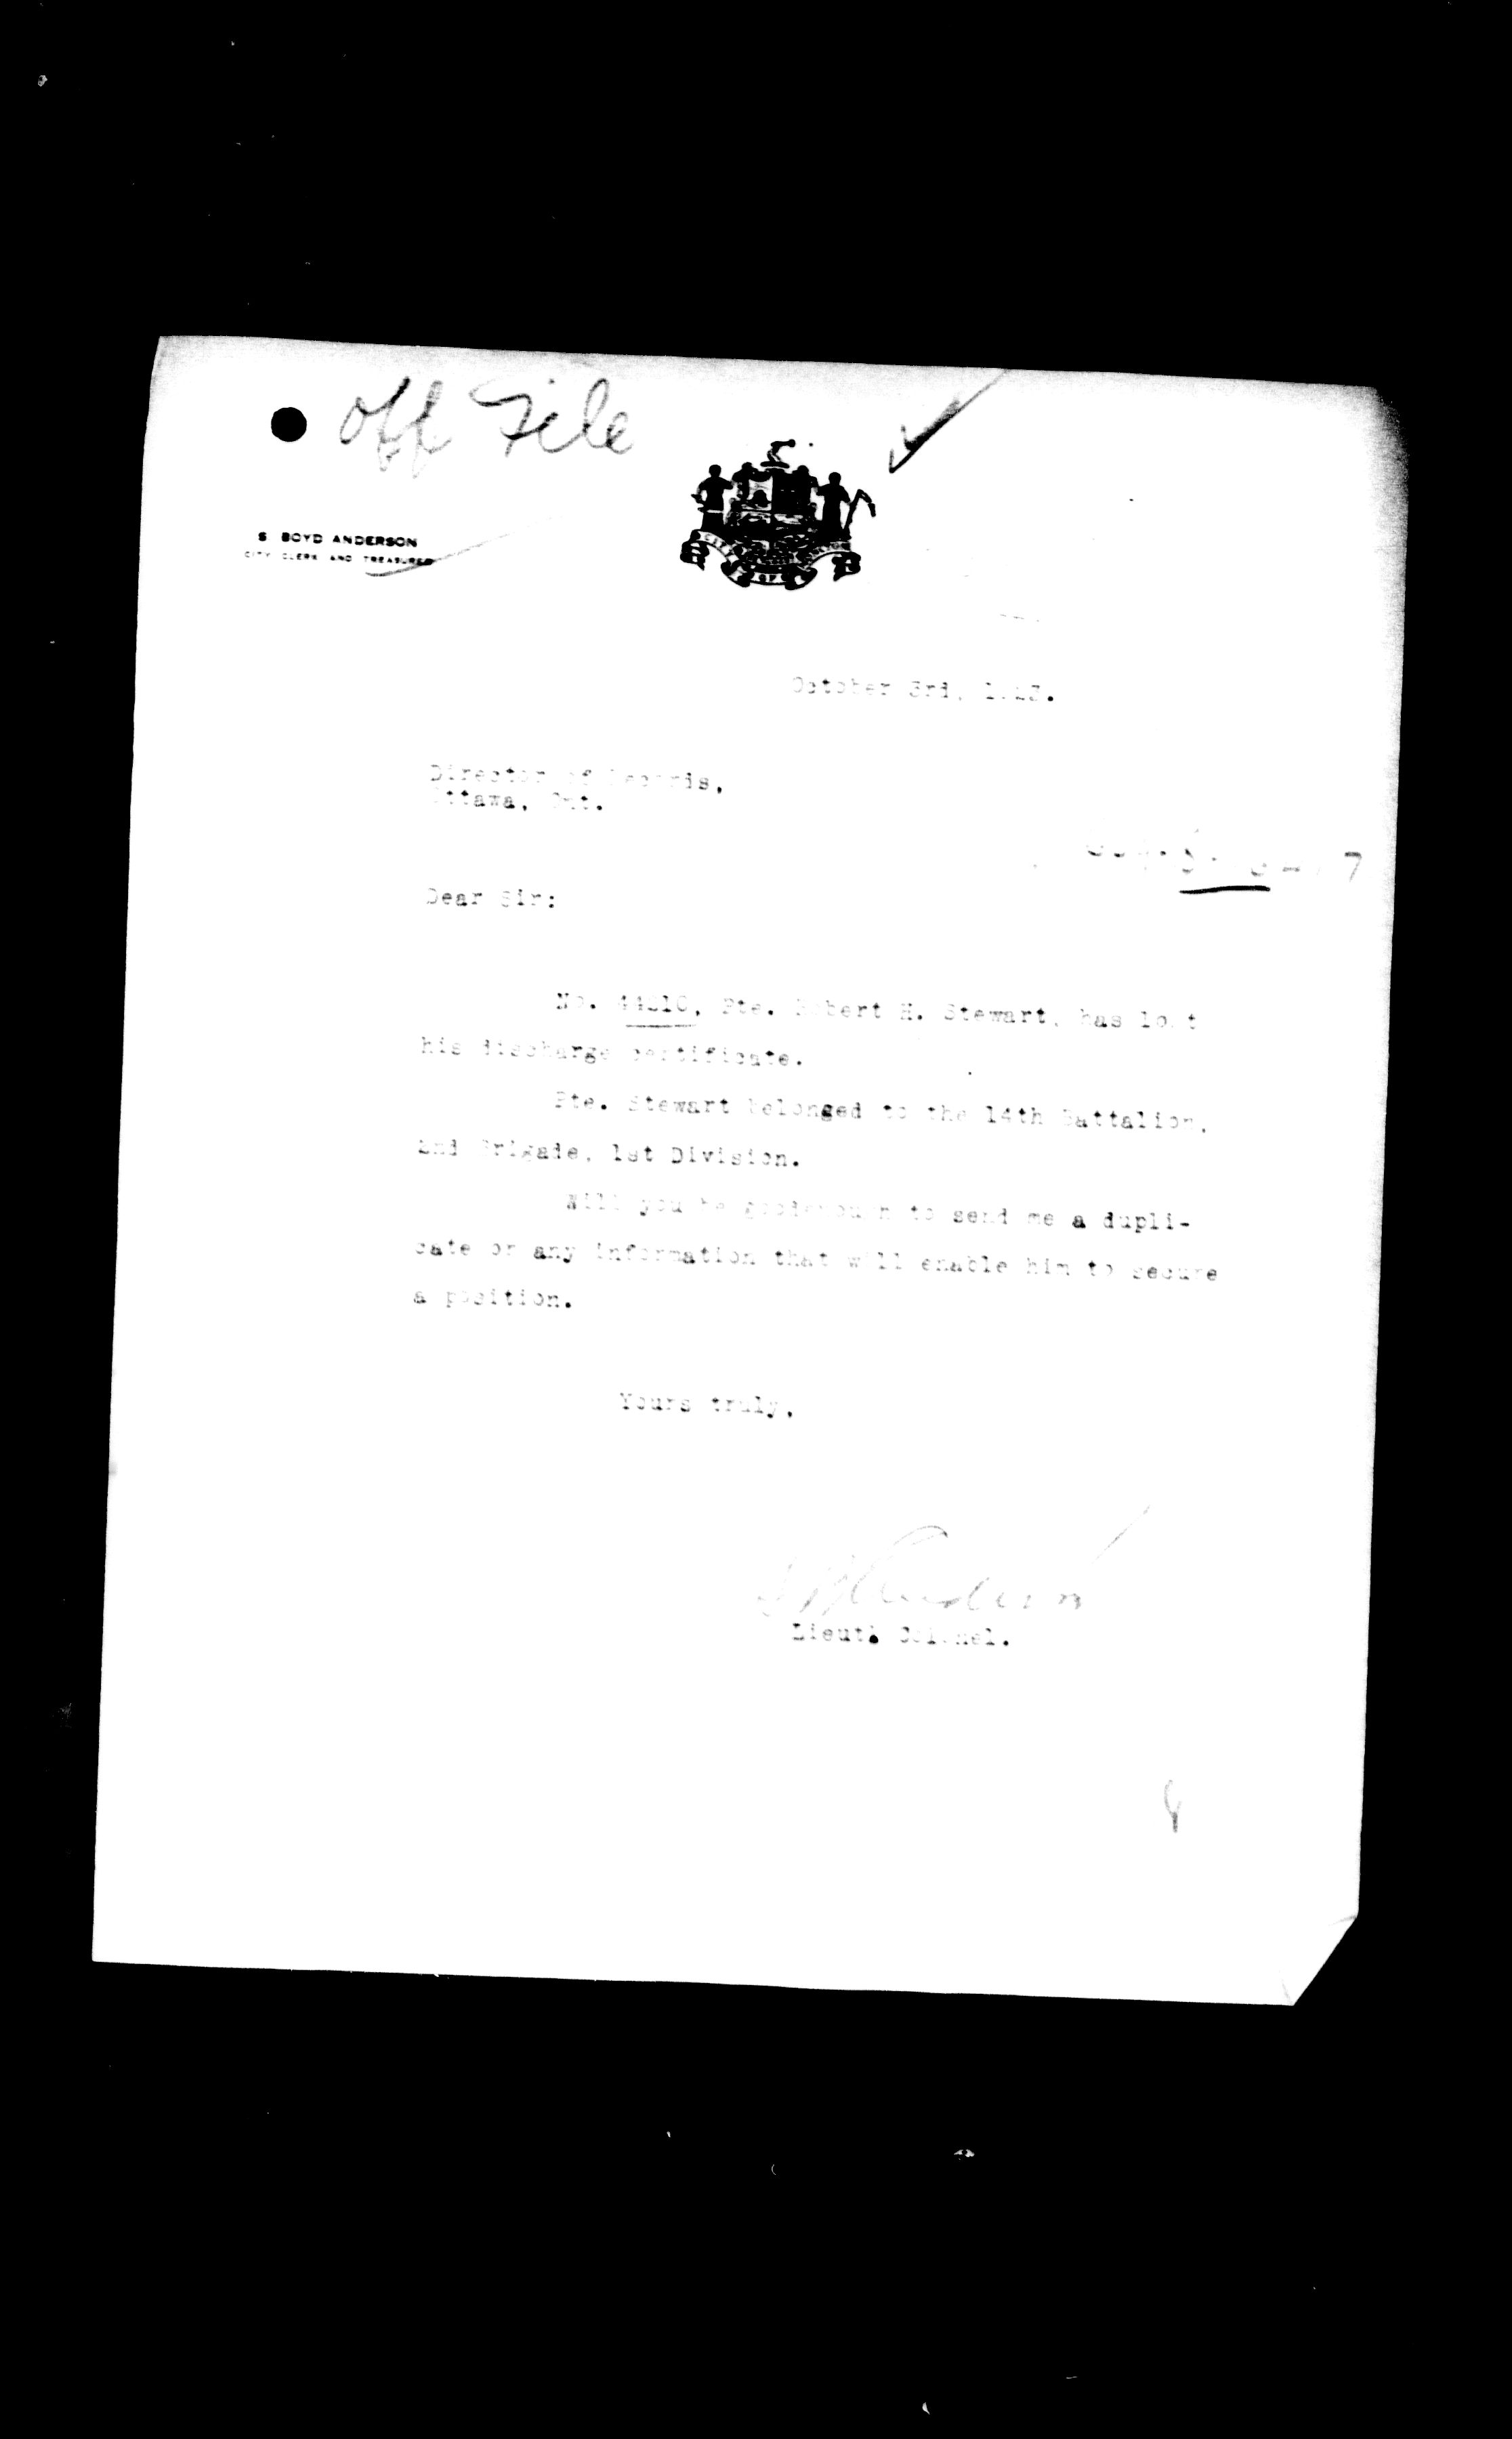 Off File
S BOYD ANDERSON
CITY CLERK AND TREASURER
October 3rd,
Director of Records,
Ottawa, Ont.
Dear Sir:
No. Pte. Robert H. Stewart, has lost
his discharge certificate.
Pte. Stewart belonged to the 14th Battalion,
2nd Brigade, 1st Division.
Will you be good to send me a dupli-
cate or any information that will enable him to secure
a position.
Yours truly,
S B Anderson
Lieut. Colonel.